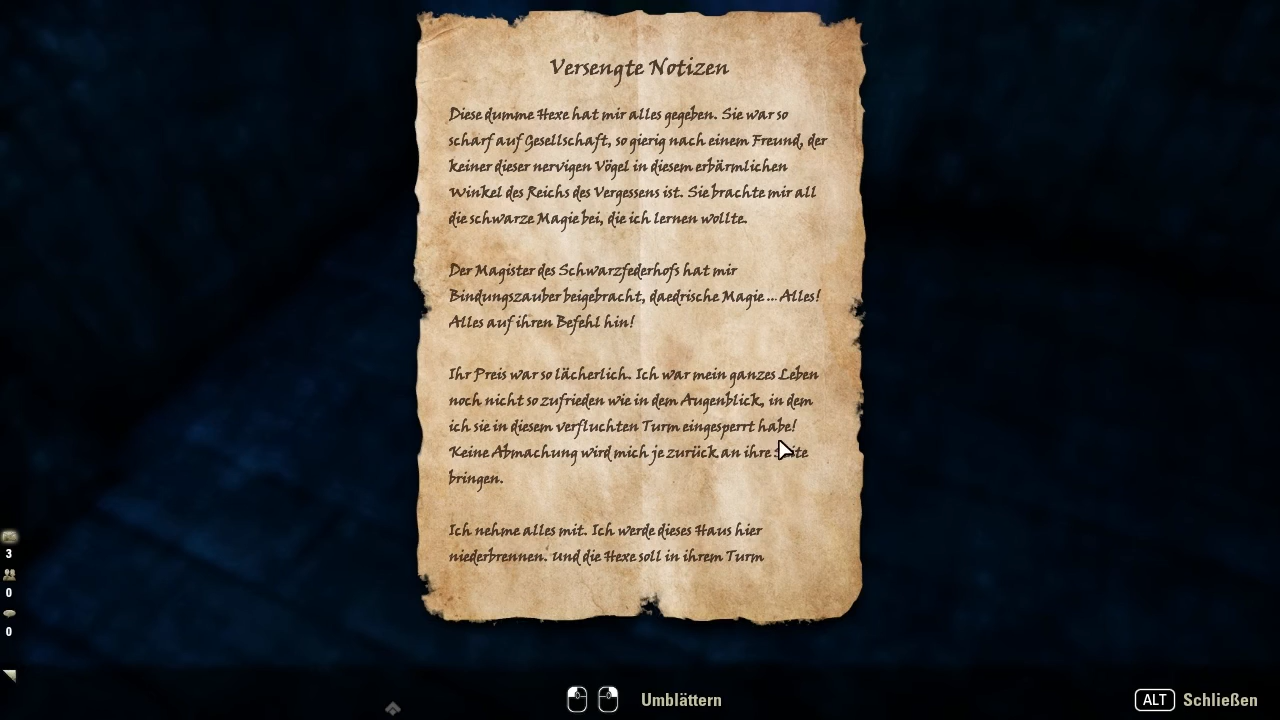 Versengte Notizen
Diese dumme Hexe hat mir alles gegeben. Sie war so
scharf auf Gesellschaft, so gierig nach einem Freund, der
keiner dieser nervigen Vögel in diesem erbärmlichen
Winkel des Reichs des Vergessens ist. Sie brachte mir all
die schwarze Magie bei, die ich lernen wollte.
Der Magister des Schwarzfederhofs hat mir
Bindungszauber beigebracht, daedrische Magie ... Alles!
Alles auf ihren Befehl hin!
Ihr Preis war so lächerlich. Ich war mein ganzes Leben
noch nicht so zufrieden wie in dem Augenblick, in dem
ich sie in diesem verfluchten Turm eingesperrt habe!
Keine Abmachung wird mich je zurück an ihre Seite
bringen.
Ich nehme alles mit. Ich werde dieses Haus hier
niederbrennen. Und die Hexe soll in ihrem Turm
3
0
0
Umblättern
ALT Schließen